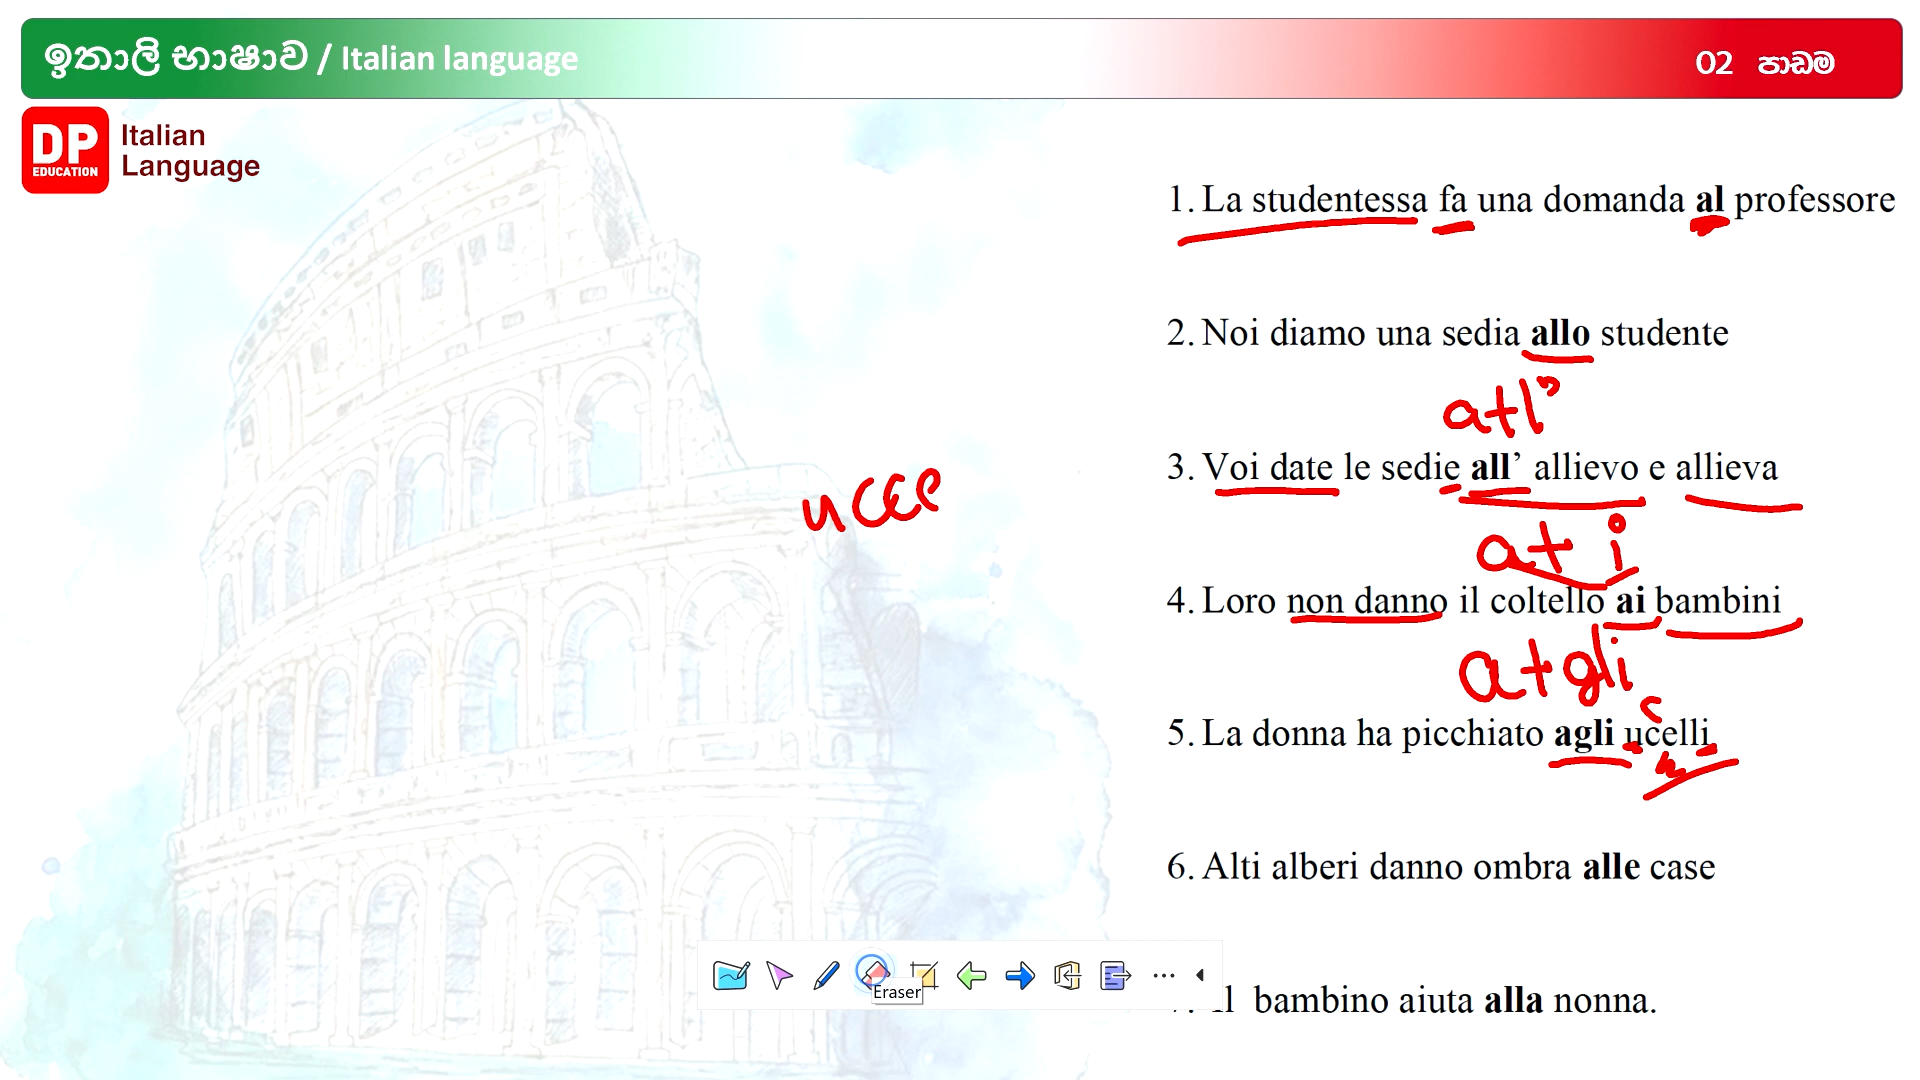 ඉතාලි භාෂාව / Italian language
02 පාඩම
DP
EDUCATION
Italian
Language
1. La studentessa fa una domanda al professore
2. Noi diamo una sedia allo studente
a+l'
3. Voi date le sedie all’ allievo e allieva
a+ i
4. Loro non danno il coltello ai bambini
a+gli
c
5. La donna ha picchiato agli ucelli
6. Alti alberi danno ombra alle case
bambino aiuta alla nonna.
Eraser